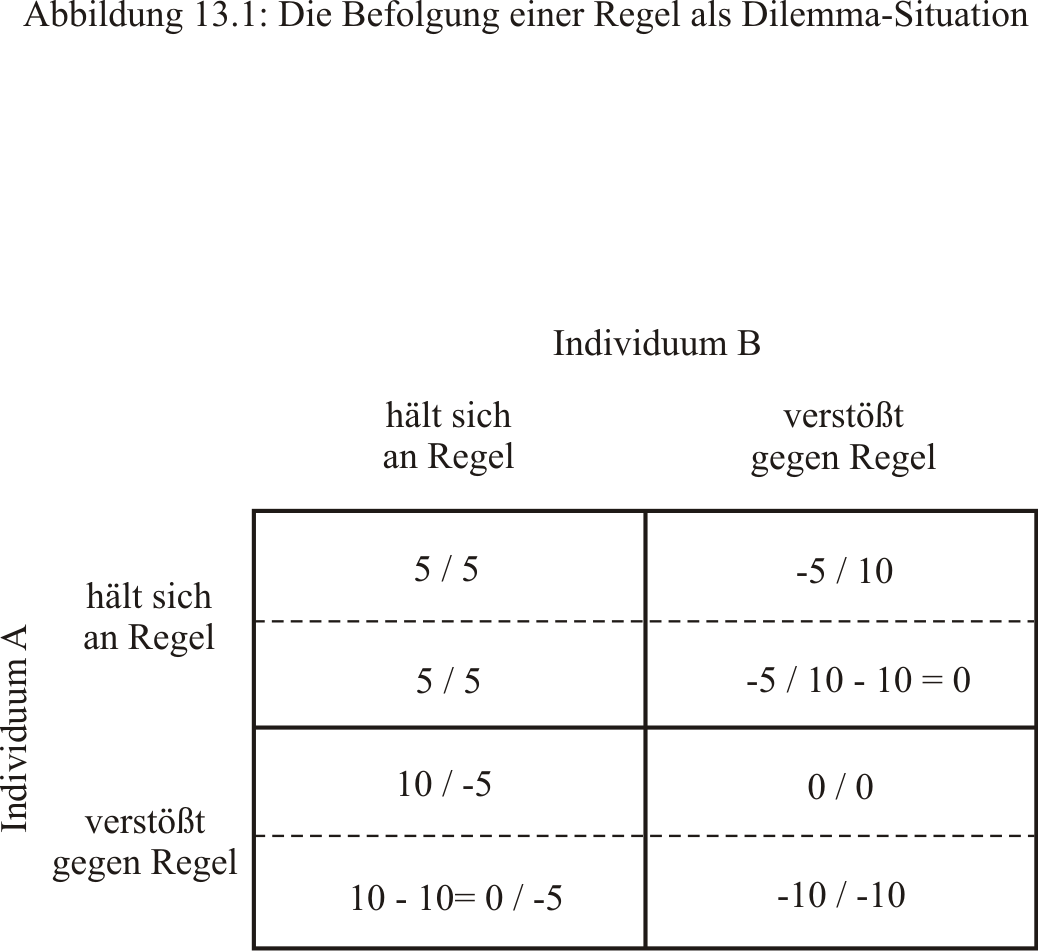 Abbildung 13.1: Die Befolgung einer Regel als Dilemma-Situation
Individuum B
hält sich
an Regel
verstößt
gegen Regel
Individuum A
hält sich
an Regel
5 / 5
-5 / 10
5 / 5
-5 / 10 - 10 = 0
verstößt
gegen Regel
10 / -5
0 / 0
10 - 10= 0 / -5
-10 / -10